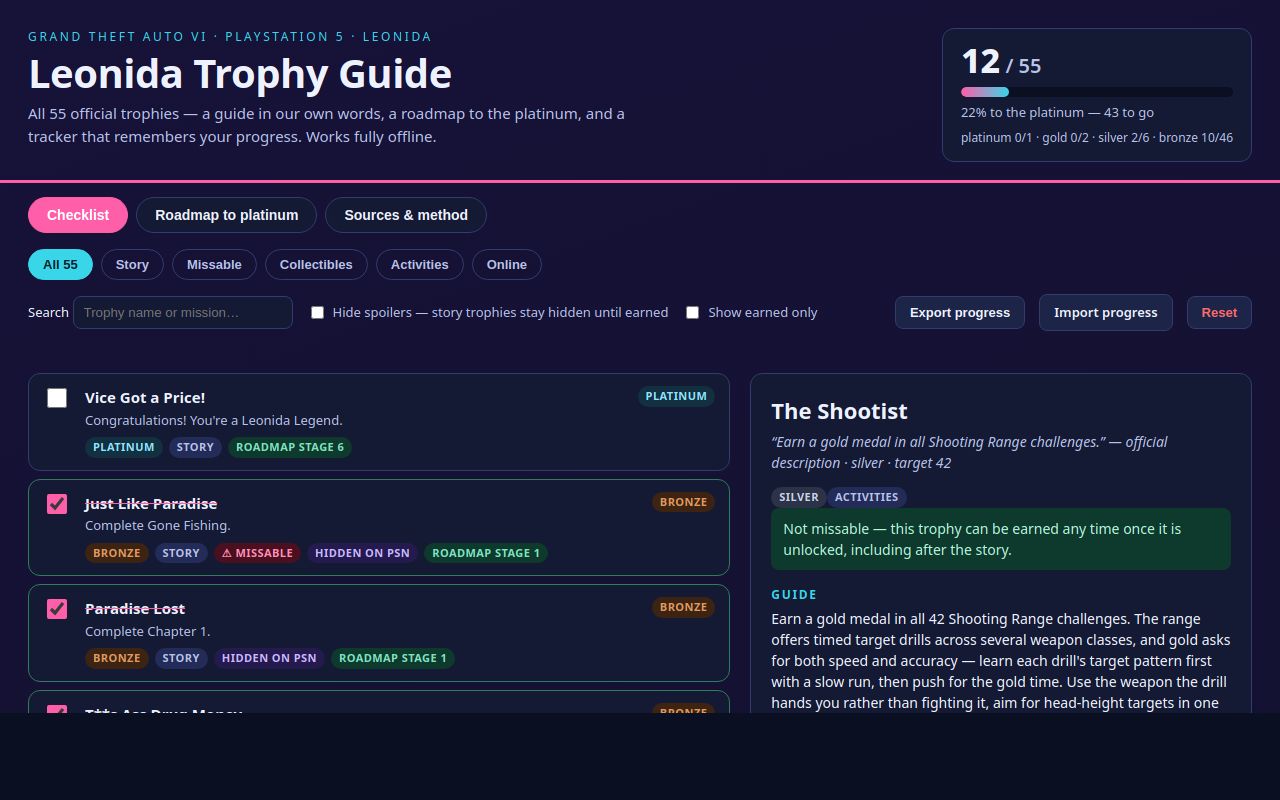 GRAND THEFT AUTO VI · PLAYSTATION 5 · LEONIDA
Leonida Trophy Guide
All 55 official trophies — a guide in our own words, a roadmap to the platinum, and a
tracker that remembers your progress. Works fully offline.
12 / 55
22% to the platinum — 43 to go
platinum 0/1 · gold 0/2 · silver 2/6 · bronze 10/46
Checklist
Roadmap to platinum
Sources & method
All 55
Story
Missable
Collectibles
Activities
Online
Search
Trophy name or mission…
Hide spoilers — story trophies stay hidden until earned
Show earned only
Export progress
Import progress
Reset
Vice Got a Price!
PLATINUM
Congratulations! You're a Leonida Legend.
PLATINUM
STORY
ROADMAP STAGE 6
Just Like Paradise
BRONZE
Complete Gone Fishing.
BRONZE
STORY
⚠ MISSABLE
HIDDEN ON PSN
ROADMAP STAGE 1
Paradise Lost
BRONZE
Complete Chapter 1.
BRONZE
STORY
HIDDEN ON PSN
ROADMAP STAGE 1
BRONZE
The Shootist
“Earn a gold medal in all Shooting Range challenges.” — official
description · silver · target 42
SILVER
ACTIVITIES
Not missable — this trophy can be earned any time once it is
unlocked, including after the story.
GUIDE
Earn a gold medal in all 42 Shooting Range challenges. The range
offers timed target drills across several weapon classes, and gold asks
for both speed and accuracy — learn each drill's target pattern first
with a slow run, then push for the gold time. Use the weapon the drill
hands you rather than fighting it, aim for head-height targets in one